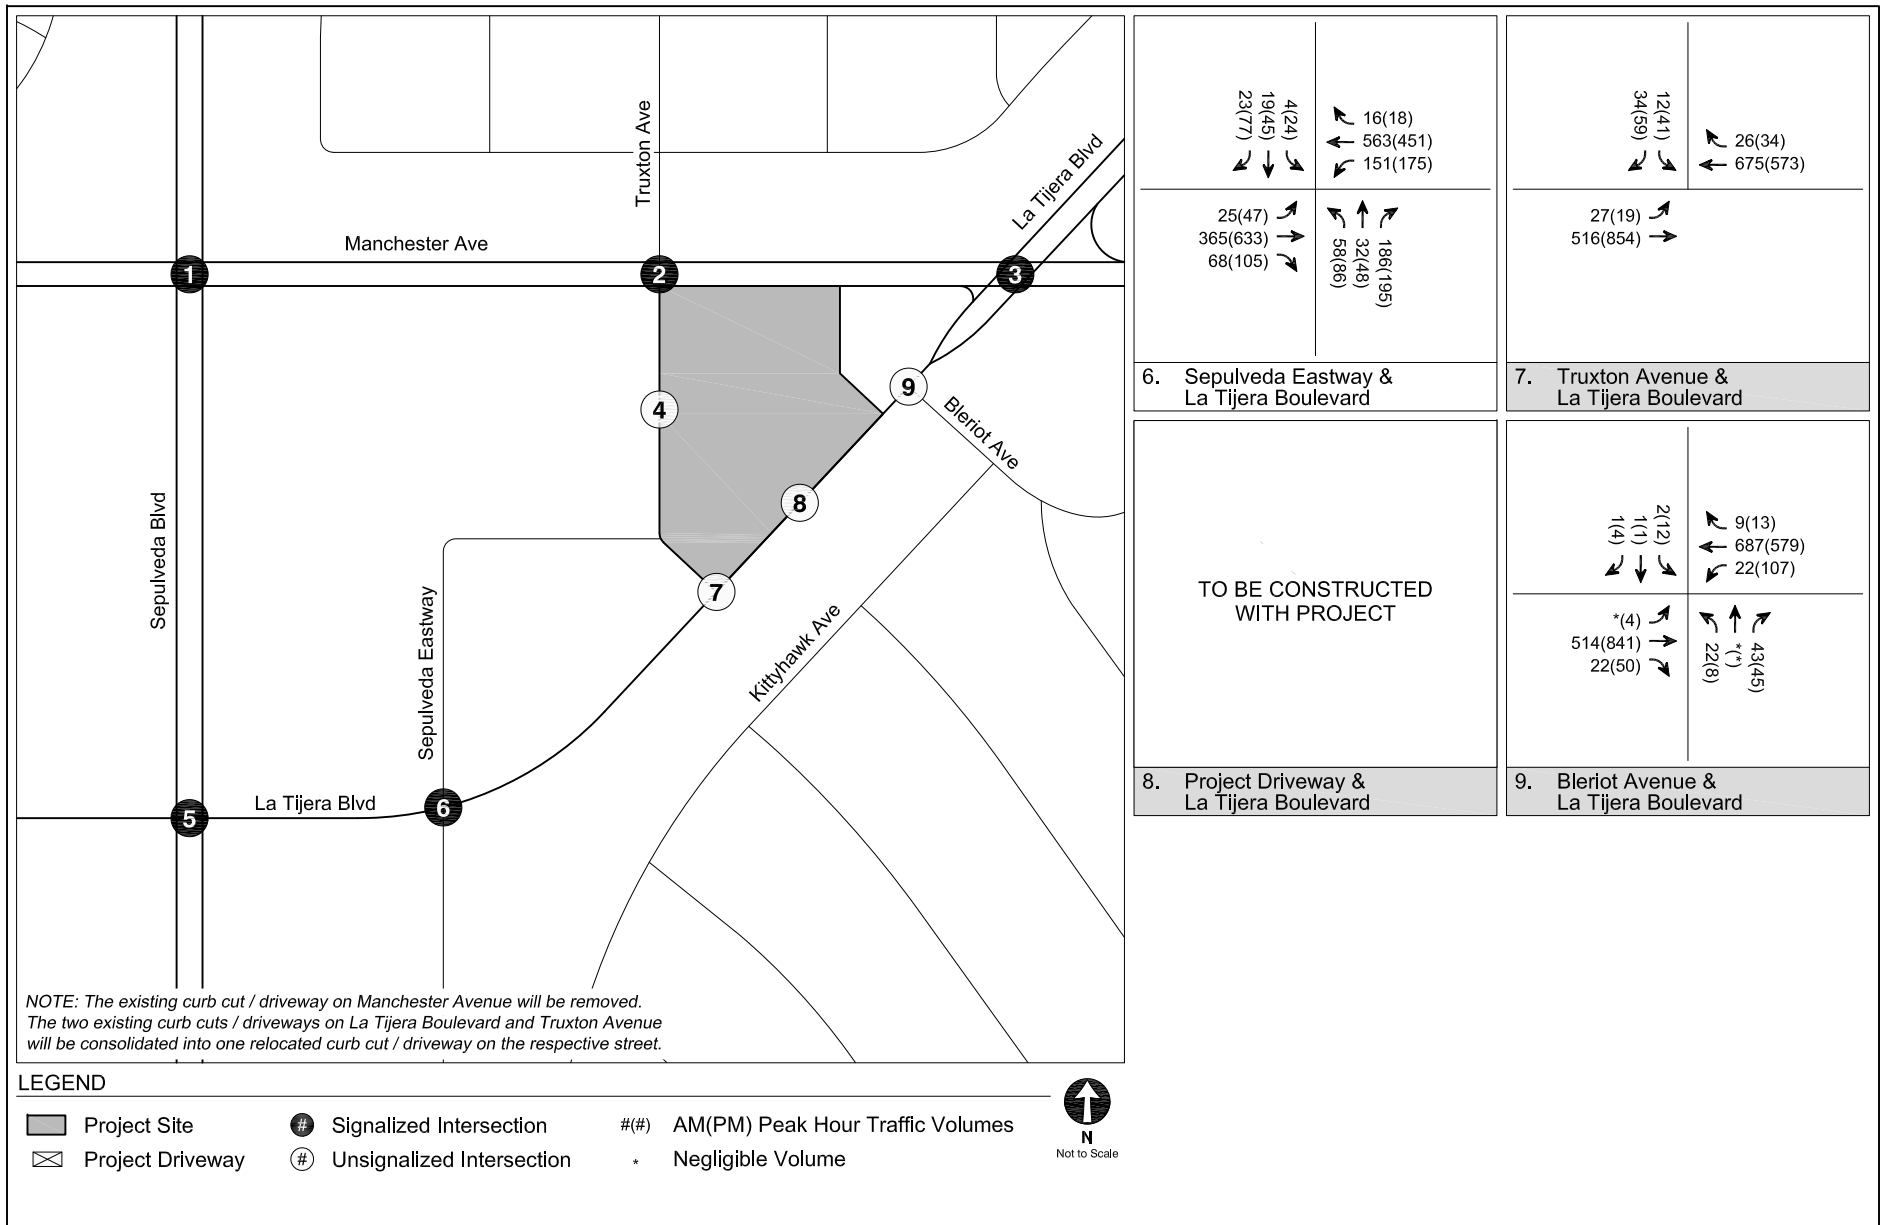 Truxton Ave
La Tijera Blvd
Manchester Ave
1
2
3
4
9
Bleriot Ave
8
Sepulveda Blvd
7
Sepulveda Eastway
Kittyhawk Ave
La Tijera Blvd
5
6
NOTE: The existing curb cut / driveway on Manchester Avenue will be removed.
The two existing curb cuts / driveways on La Tijera Boulevard and Truxton Avenue
will be consolidated into one relocated curb cut / driveway on the respective street.
23(77)
19(45)
4(24)
16(18)
563(451)
151(175)
25(47)
365(633)
68(105)
58(86)
32(48)
186(195)
6. Sepulveda Eastway &
La Tijera Boulevard
34(59)
12(41)
26(34)
675(573)
27(19)
516(854)
7. Truxton Avenue &
La Tijera Boulevard
TO BE CONSTRUCTED
WITH PROJECT
8. Project Driveway &
La Tijera Boulevard
1(4)
1(1)
2(12)
9(13)
687(579)
22(107)
*(4)
514(841)
22(50)
22(8)
*(*)
43(45)
9. Bleriot Avenue &
La Tijera Boulevard
LEGEND
Project Site
# Signalized Intersection
#(#) AM(PM) Peak Hour Traffic Volumes
Project Driveway
# Unsignalized Intersection
* Negligible Volume
N
Not to Scale